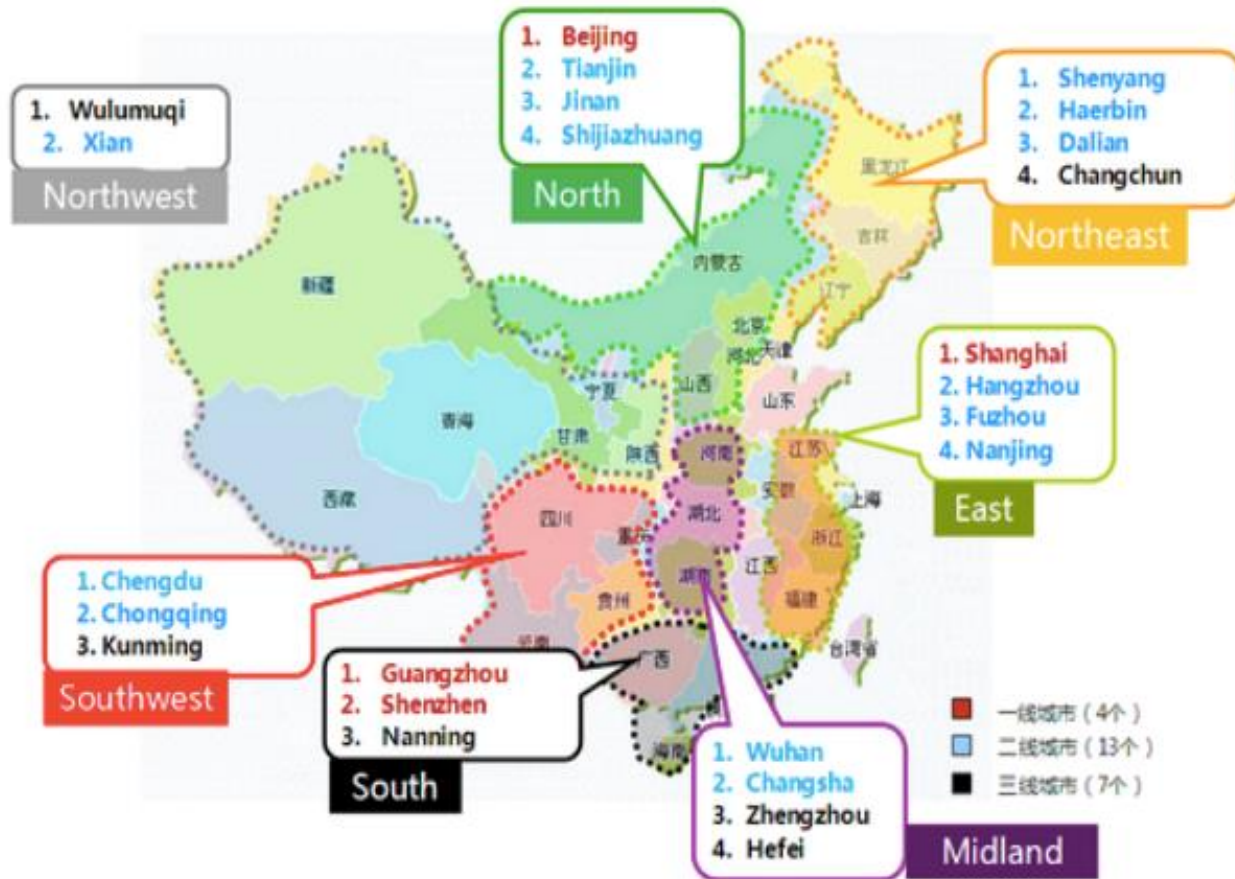 1. Beijing
2. Tianjin
3. Jinan
4. Shijiazhuang
North
1. Shenyang
2. Haerbin
3. Dalian
4. Changchun
Northeast
1. Wulumuqi
2. Xian
Northwest
黑龙江
吉林
辽宁
内蒙古
新疆
北京
天津
河北
山西
山东
宁夏
青海
甘肃
陕西
河南
江苏
1. Shanghai
2. Hangzhou
3. Fuzhou
4. Nanjing
East
西藏
四川
重庆
湖北
安徽
上海
浙江
江西
湖南
贵州
福建
云南
广西
台湾省
海南
1. Chengdu
2. Chongqing
3. Kunming
Southwest
1. Guangzhou
2. Shenzhen
3. Nanning
South
1. Wuhan
2. Changsha
3. Zhengzhou
4. Hefei
Midland
一线城市（4个）
二线城市（13个）
三线城市（7个）